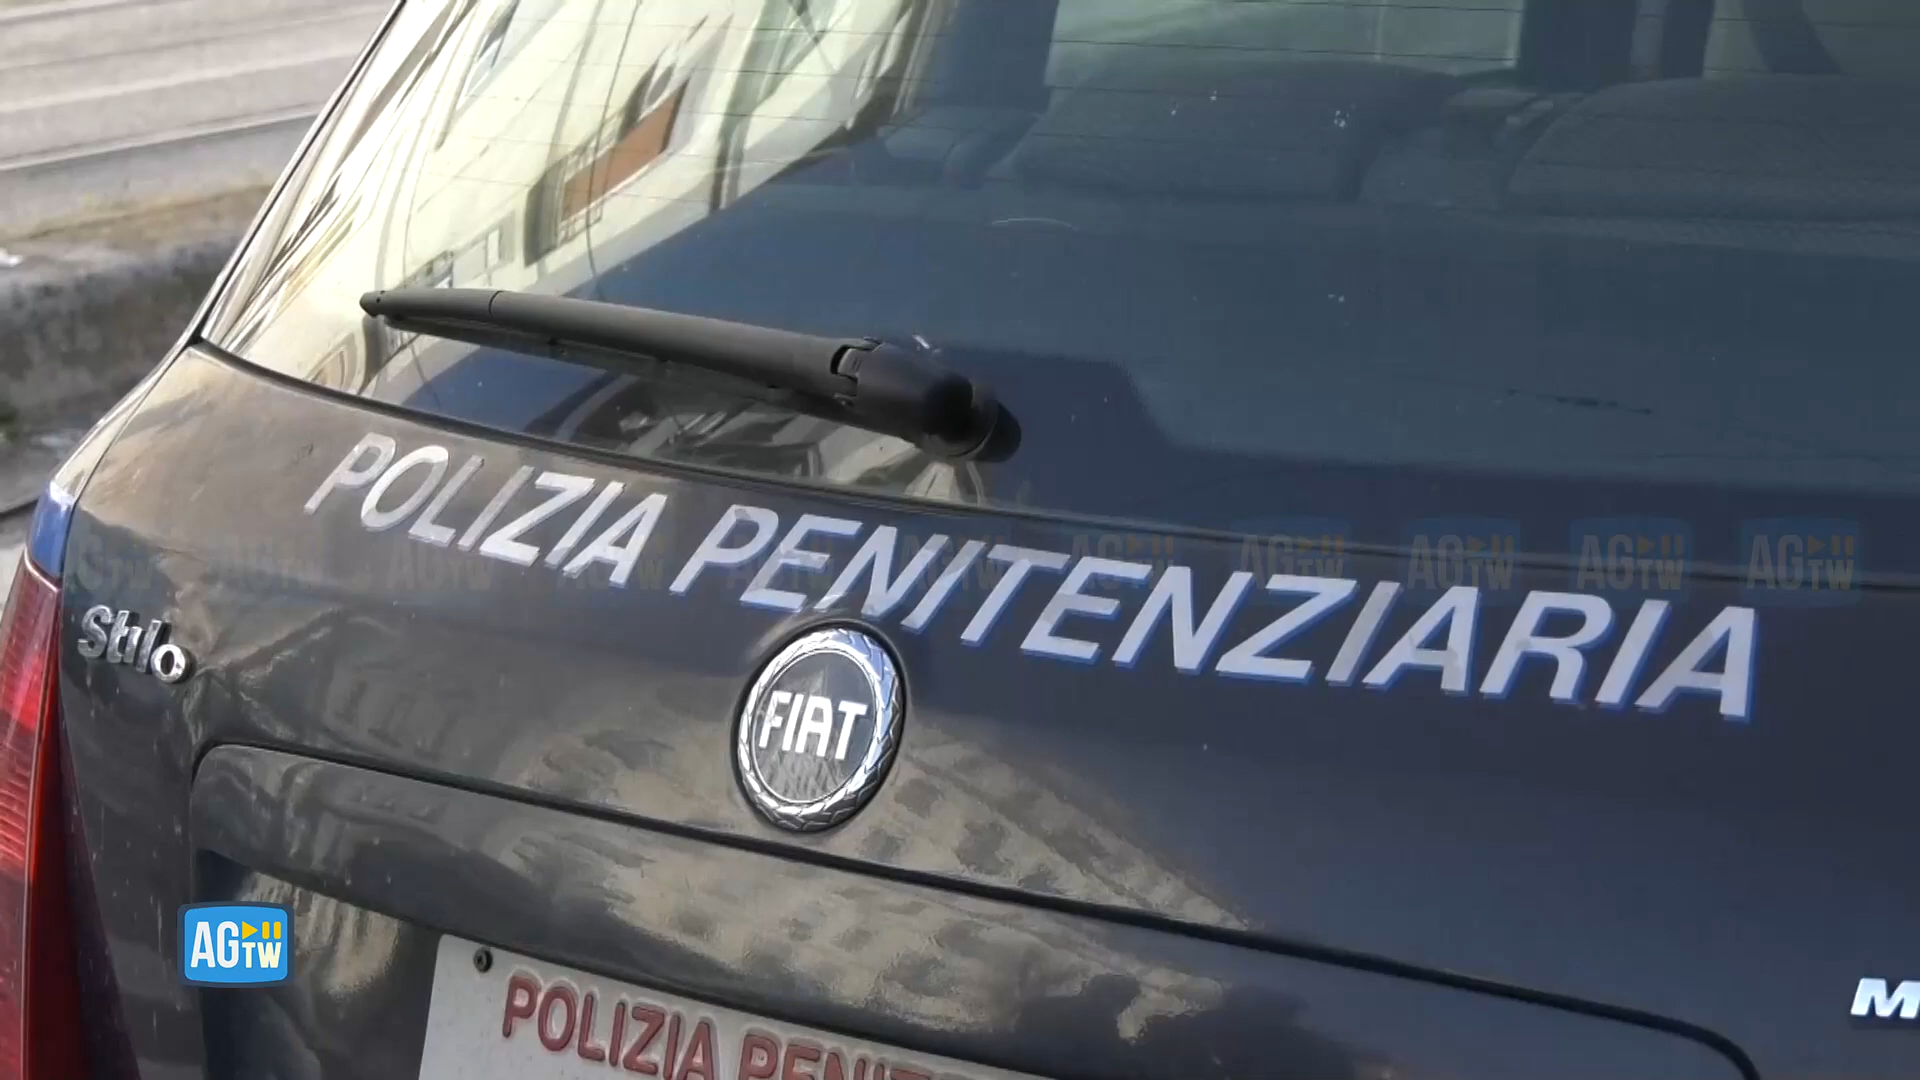 POLIZIA PENITENZIARIA
Stilo
FIAT
AGTW
POLIZIA